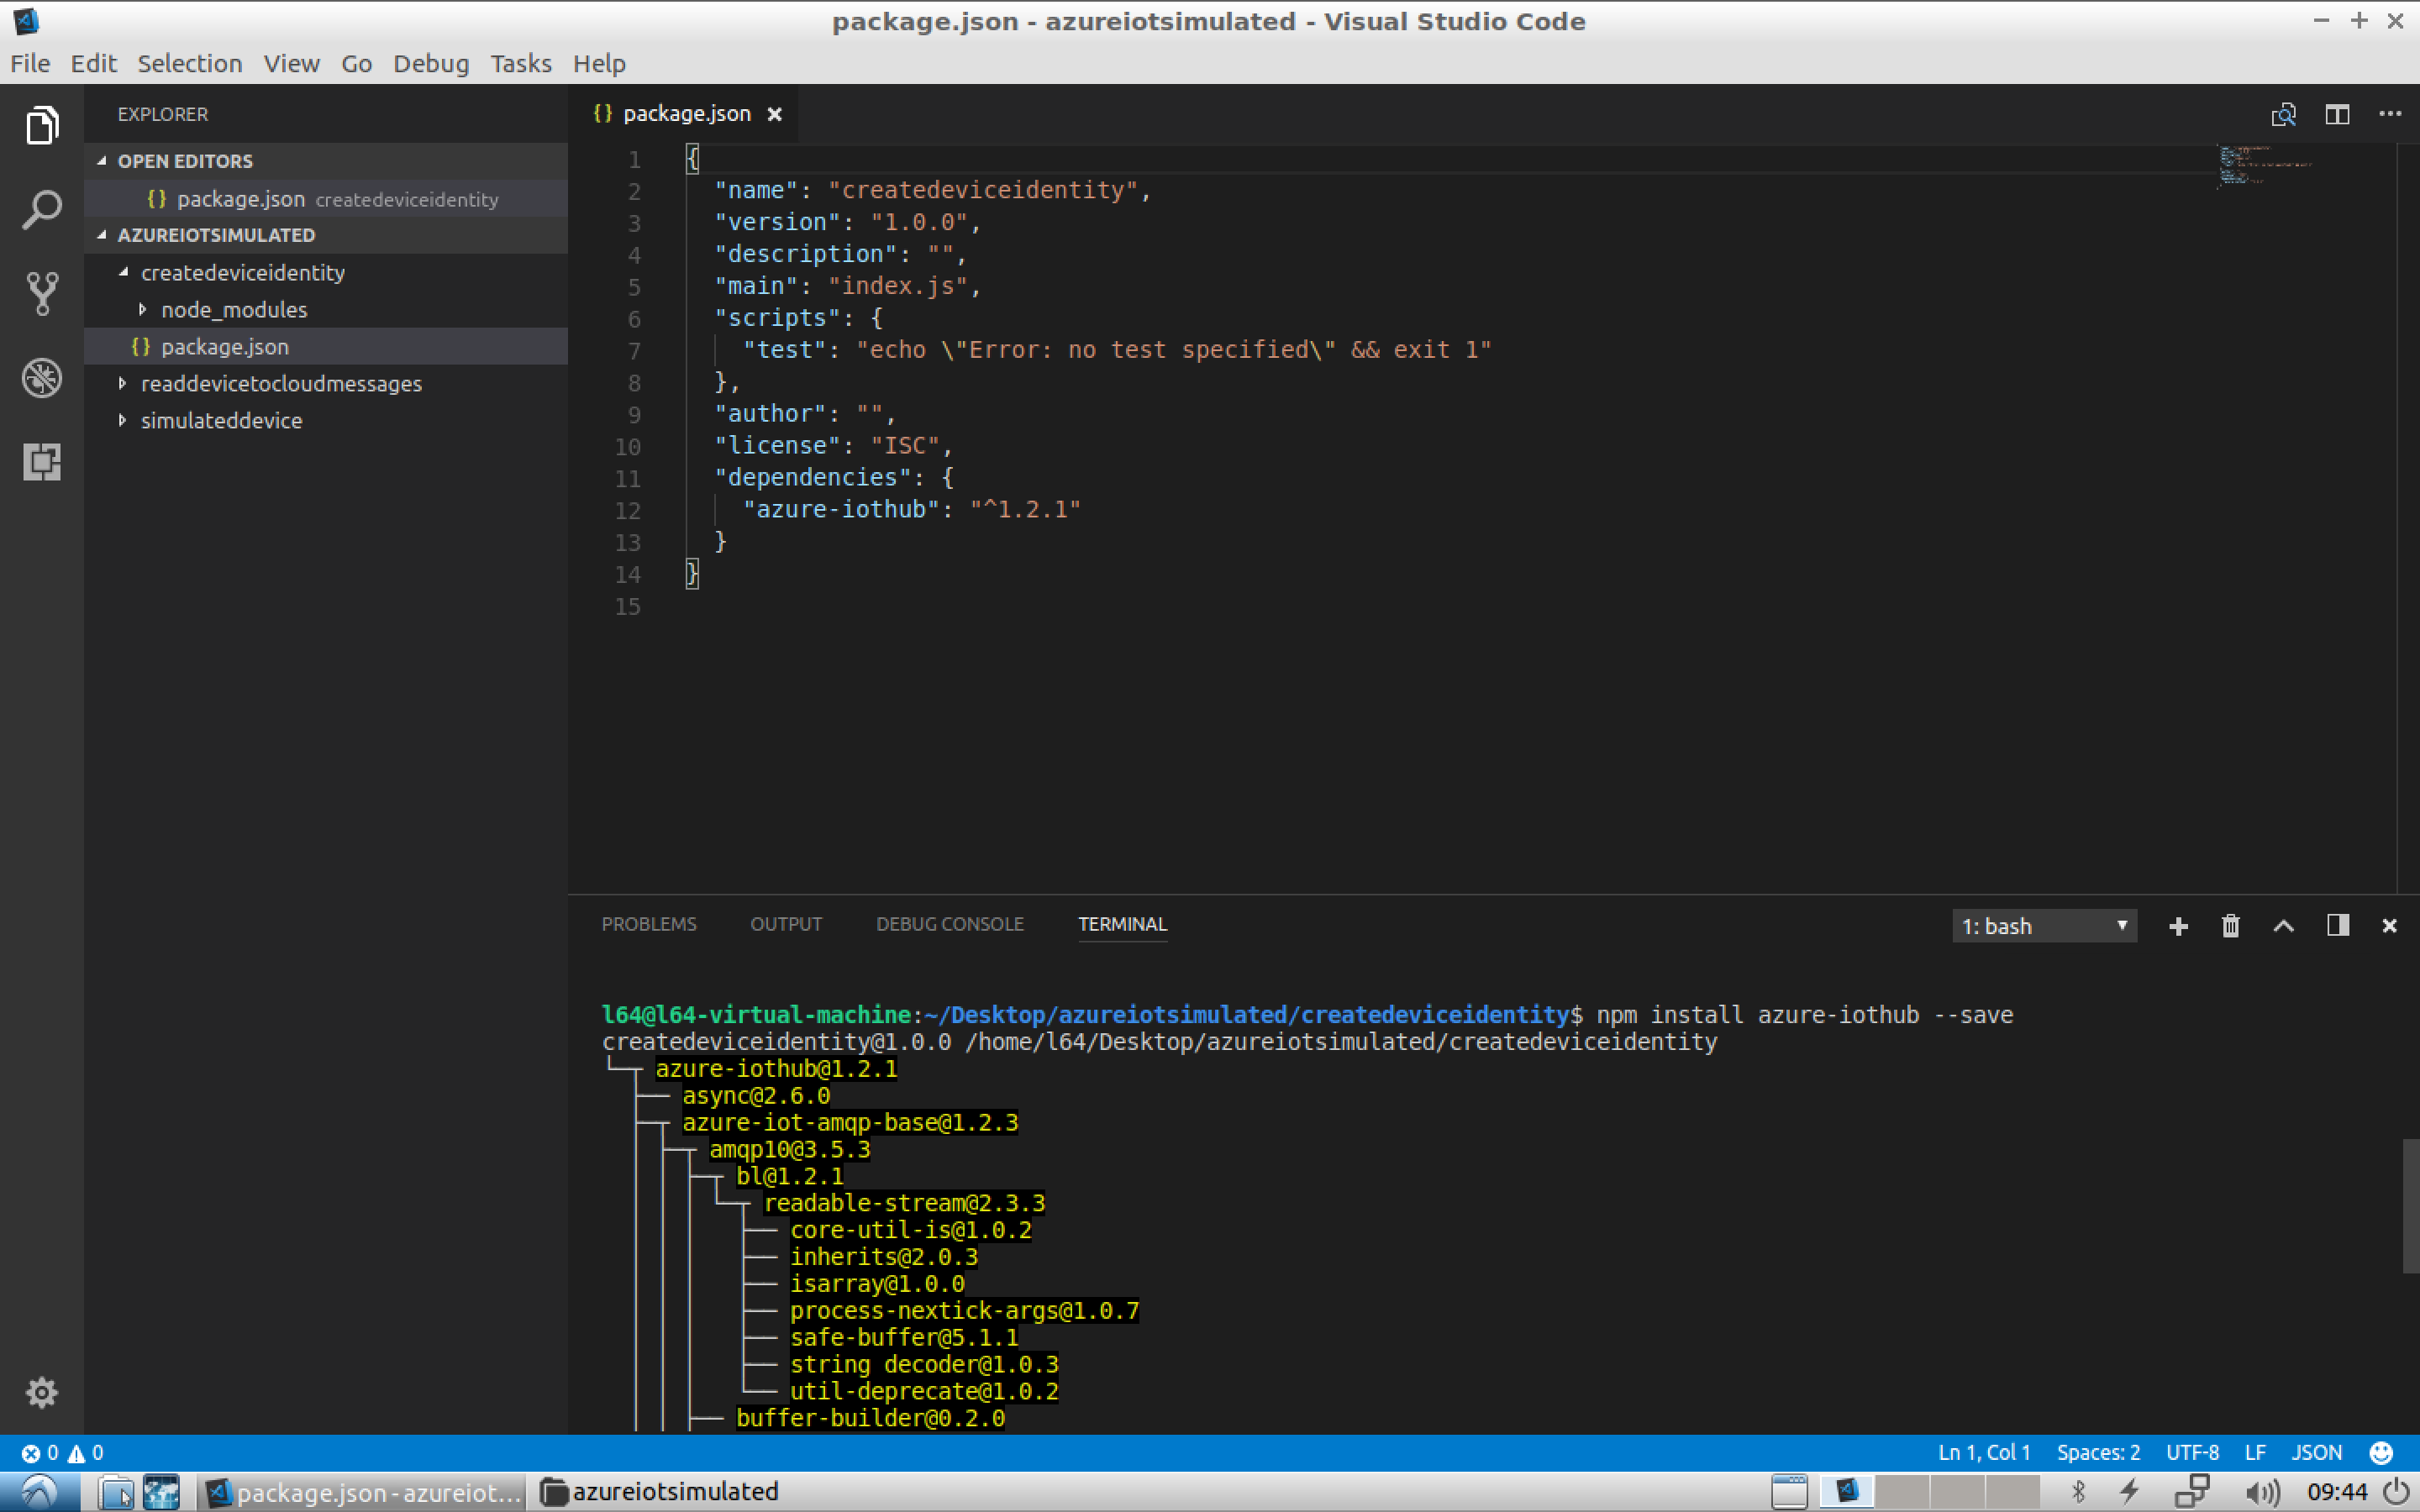 package.json - azureiotsimulated - Visual Studio Code
File Edit Selection View Go Debug Tasks Help
EXPLORER
OPEN EDITORS
{} package.json createdeviceidentity
AZUREIOTSIMULATED
createdeviceidentity
node_modules
{} package.json
readdevicetocloudmessages
simulateddevice
{} package.json
1 {
2 "name": "createdeviceidentity",
3 "version": "1.0.0",
4 "description": "",
5 "main": "index.js",
6 "scripts": {
7 "test": "echo \"Error: no test specified\" && exit 1"
8 },
9 "author": "",
10 "license": "ISC",
11 "dependencies": {
12 "azure-iothub": "^1.2.1"
13 }
14 }
15
PROBLEMS OUTPUT DEBUG CONSOLE TERMINAL 1: bash
l64@l64-virtual-machine:~/Desktop/azureiotsimulated/createdeviceidentity$ npm install azure-iothub --save
createdeviceidentity@1.0.0 /home/l64/Desktop/azureiotsimulated/createdeviceidentity
└─┬ azure-iothub@1.2.1
├── async@2.6.0
├─┬ azure-iot-amqp-base@1.2.3
│ ├─┬ amqp10@3.5.3
│ │ ├─┬ bl@1.2.1
│ │ │ └─┬ readable-stream@2.3.3
│ │ │ ├── core-util-is@1.0.2
│ │ │ ├── inherits@2.0.3
│ │ │ ├── isarray@1.0.0
│ │ │ ├── process-nextick-args@1.0.7
│ │ │ ├── safe-buffer@5.1.1
│ │ │ ├── string decoder@1.0.3
│ │ │ └── util-deprecate@1.0.2
│ │ ├── buffer-builder@0.2.0
0 0 Ln 1, Col 1 Spaces: 2 UTF-8 LF JSON
package.json - azureiot... azureiotsimulated 09:44